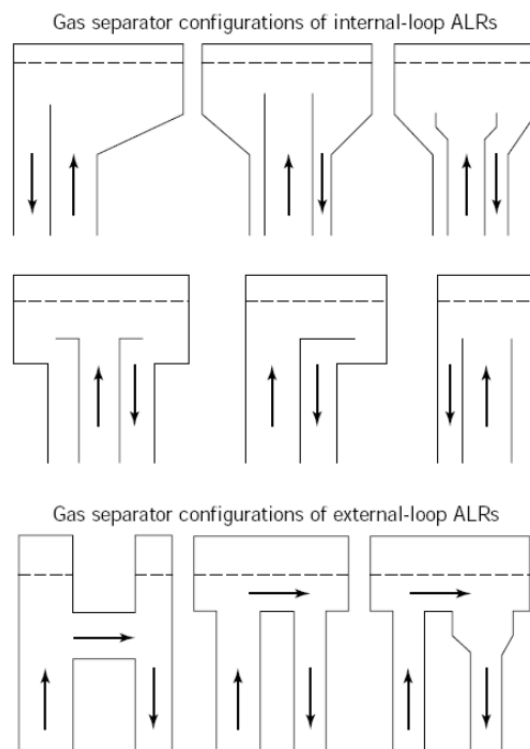 Gas separator configurations of internal-loop ALRs
Gas separator configurations of external-loop ALRs